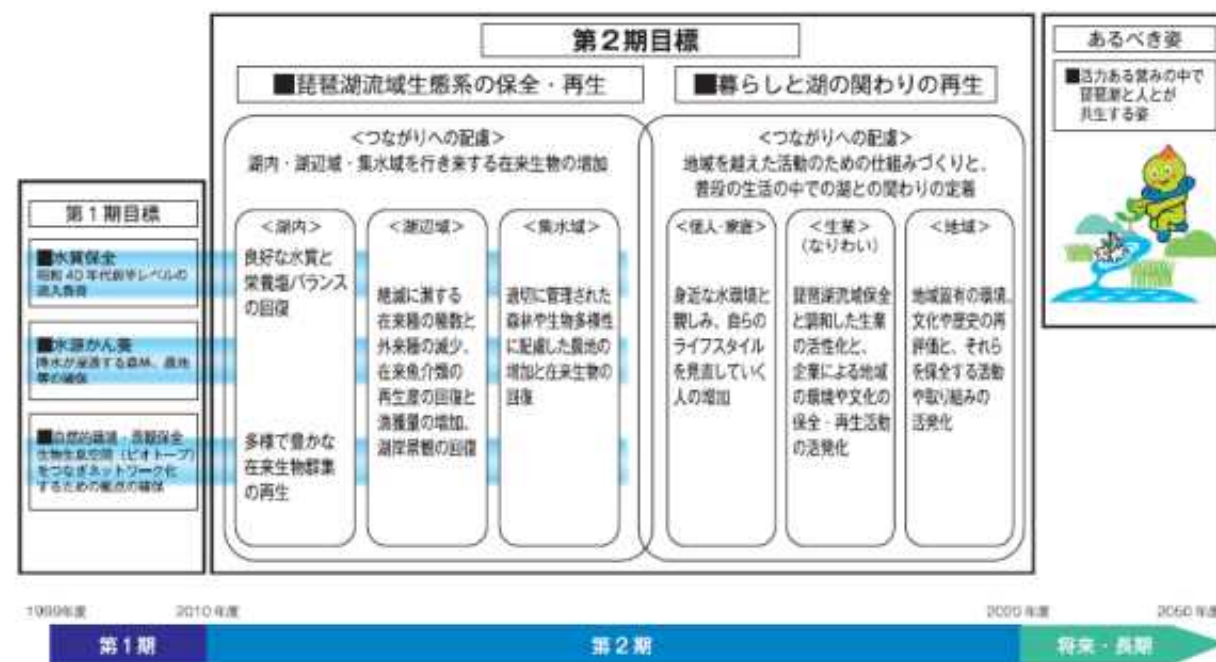 第2期目標
■琵琶湖流域生態系の保全・再生
■暮らしと湖の関わりの再生
あるべき姿
■活力ある営みの中で
琵琶湖と人とが
共生する姿
<つながりへの配慮>
湖内・湖辺域・集水域を行き来する在来生物の増加
<つながりへの配慮>
地域を越えた活動のための仕組みづくりと、
普段の生活の中での湖との関わりの定着
第1期目標
■水質保全
昭和40年代前半レベルの
流入負荷
■水源かん養
降水が浸透する森林、農地
等の確保
■自然的環境・景観保全
生物生息空間(ビオトープ)
をつなぎネットワーク化
するための拠点の確保
<湖内>
良好な水質と
栄養塩バランス
の回復
多様で豊かな
在来生物群集
の再生
<湖辺域>
絶滅に瀕する
在来種の種数と
外来種の減少、
在来魚介類の
再生産の回復と
漁獲量の増加、
湖岸景観の回復
<集水域>
適切に管理された
森林や生物多様性
に配慮した農地の
増加と在来生物の
回復
<個人・家庭>
身近な水環境と
親しみ、自らの
ライフスタイル
を見直していく
人の増加
<生業>
(なりわい)
琵琶湖流域保全
と調和した生業
の活性化と、
企業による地域
の環境や文化の
保全・再生活動
の活発化
<地域>
地域固有の環境、
文化や歴史の再
評価と、それら
を保全する活動
や取り組みの
活発化
1999年度
2010年度
年度
2050年度
第1期
第2期
将来・長期